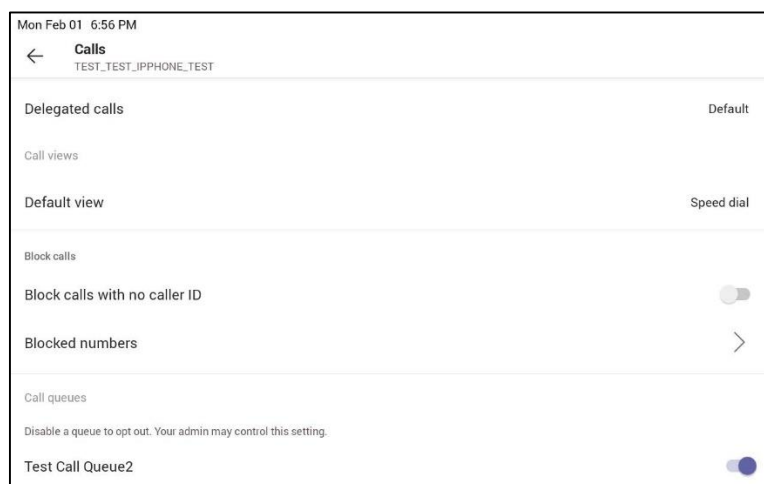 Mon Feb 01 6:56 PM
Calls
TEST_TEST_IPPHONE_TEST
Delegated calls Default
Call views
Default view Speed dial
Block calls
Block calls with no caller ID
Blocked numbers
Call queues
Disable a queue to opt out. Your admin may control this setting.
Test Call Queue2